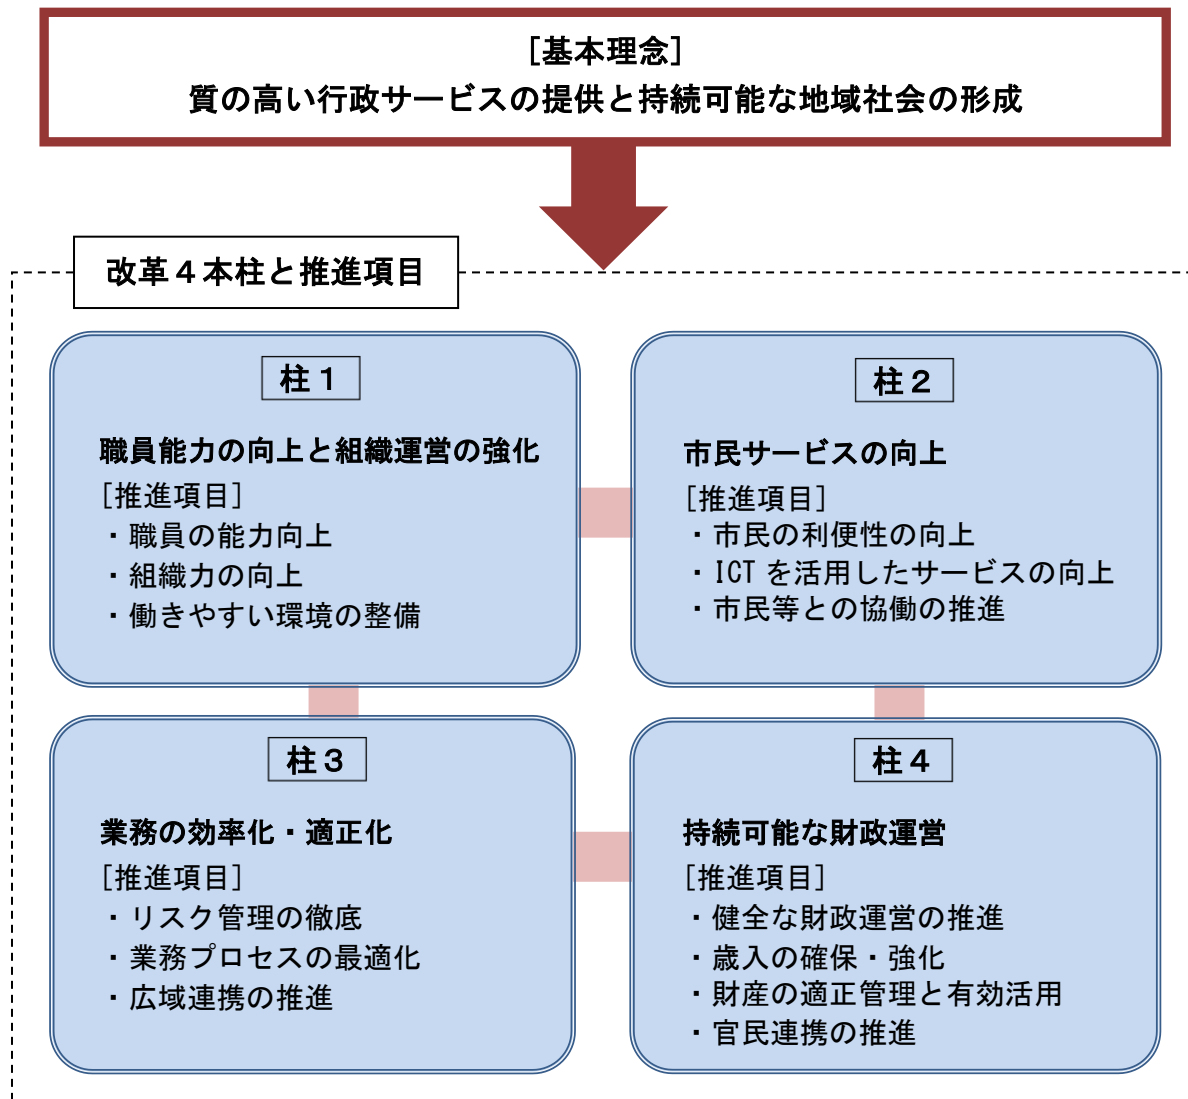 ［基本理念］
質の高い行政サービスの提供と持続可能な地域社会の形成
改革４本柱と推進項目
柱１
職員能力の向上と組織運営の強化
［推進項目］
・職員の能力向上
・組織力の向上
・働きやすい環境の整備
柱２
市民サービスの向上
［推進項目］
・市民の利便性の向上
・ICT を活用したサービスの向上
・市民等との協働の推進
柱３
業務の効率化・適正化
［推進項目］
・リスク管理の徹底
・業務プロセスの最適化
・広域連携の推進
柱４
持続可能な財政運営
［推進項目］
・健全な財政運営の推進
・歳入の確保・強化
・財産の適正管理と有効活用
・官民連携の推進